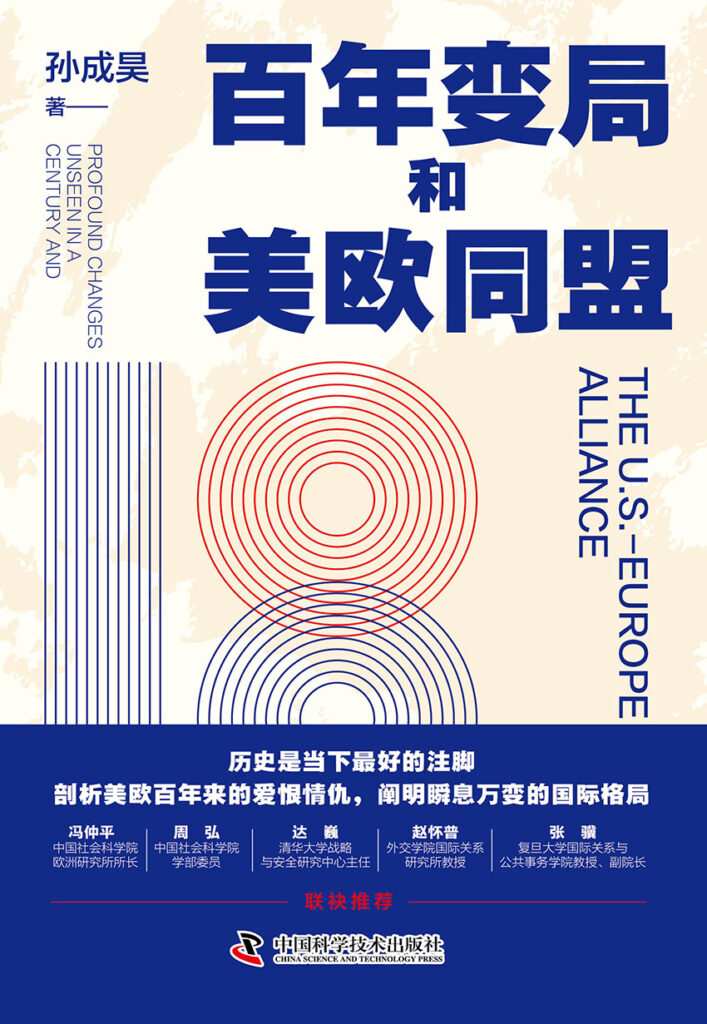 孙成昊
著——
百年变局
和
美欧同盟
PROFOUND CHANGES
UNSEEN IN A
CENTURY AND
THE U.S.–EUROPE
ALLIANCE
历史是当下最好的注脚
剖析美欧百年来的爱恨情仇，阐明瞬息万变的国际格局
冯仲平
中国社会科学院
欧洲研究所所长
周 弘
中国社会科学院
学部委员
达 巍
清华大学战略
与安全研究中心主任
赵怀普
外交学院国际关系
研究所教授
张 骥
复旦大学国际关系与
公共事务学院教授、副院长
联袂推荐
中国科学技术出版社
CHINA SCIENCE AND TECHNOLOGY PRESS